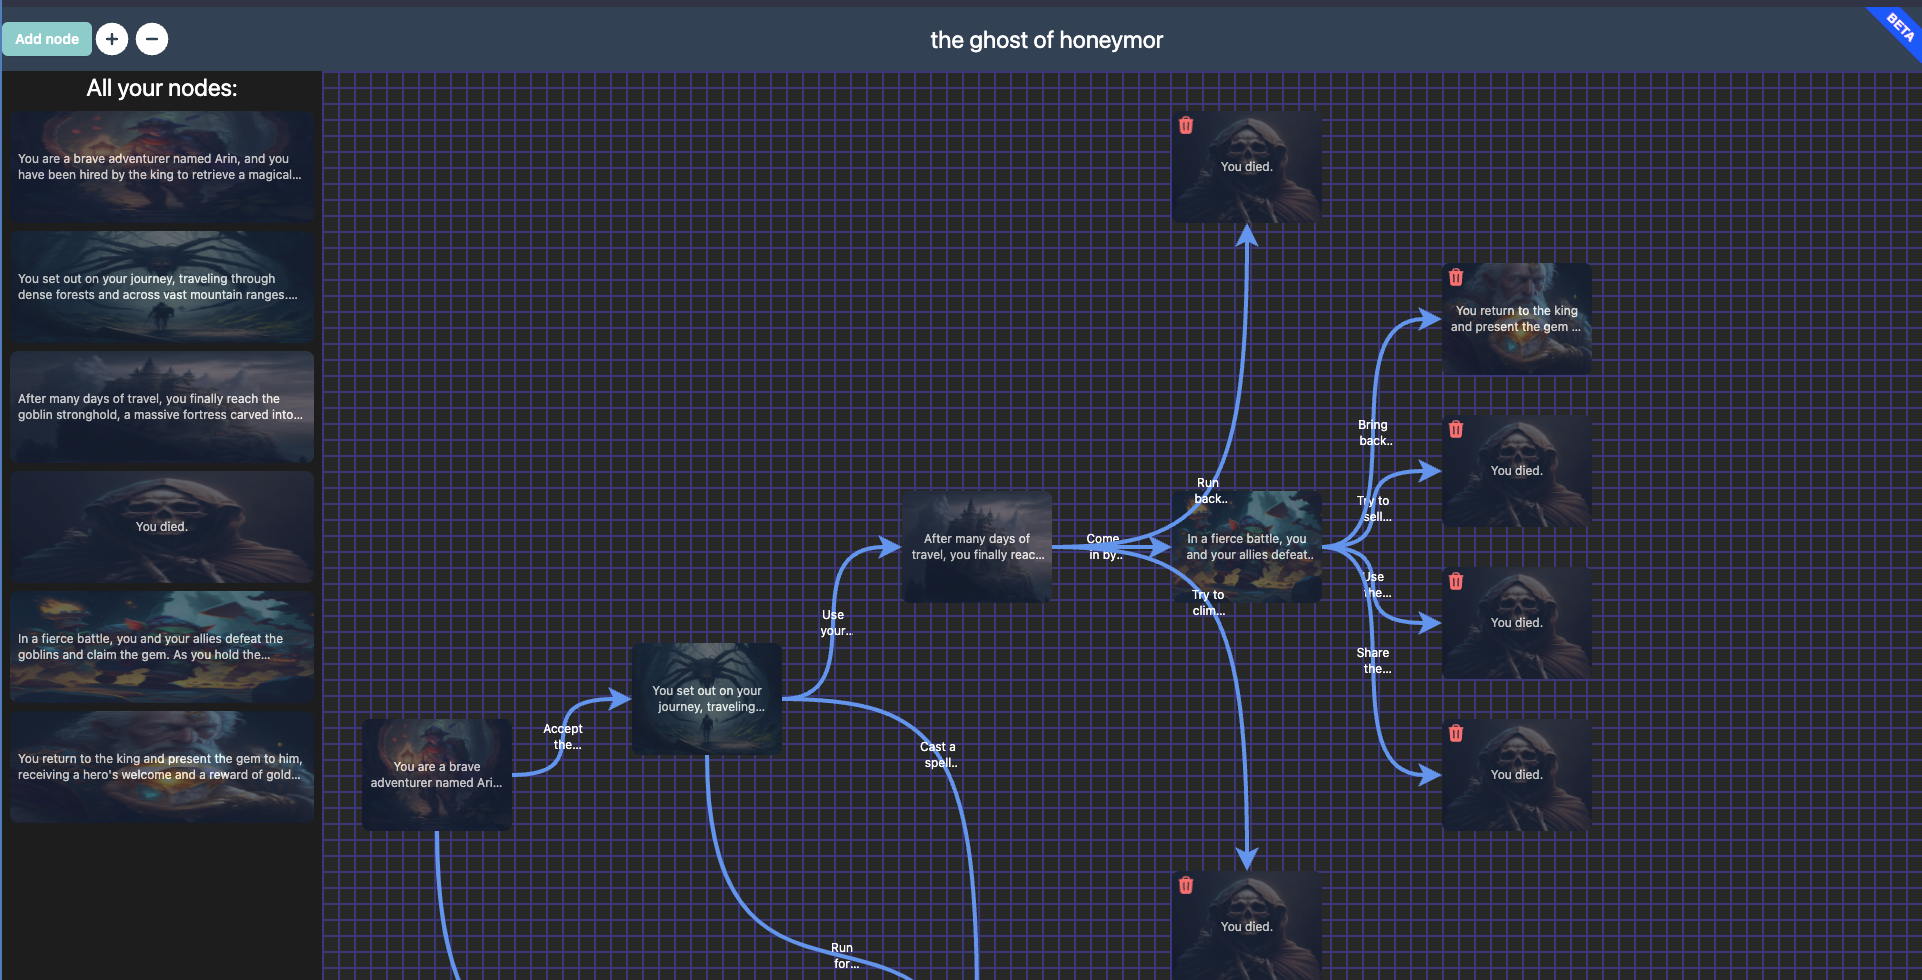 Add node
the ghost of honeymor
BETA
All your nodes:
You are a brave adventurer named Arin, and you
have been hired by the king to retrieve a magical...
You set out on your journey, traveling through
dense forests and across vast mountain ranges....
After many days of travel, you finally reach the
goblin stronghold, a massive fortress carved into...
You died.
In a fierce battle, you and your allies defeat the
goblins and claim the gem. As you hold the...
You return to the king and present the gem to him,
receiving a hero's welcome and a reward of gold...
You are a brave
adventurer named Ari...
Accept
the...
You set out on your
journey, traveling...
Use
your...
Cast a
spell..
Run
for...
After many days of
travel, you finally reac...
Come
in by..
Run
back..
Try to
clim...
You died.
In a fierce battle, you
and your allies defeat..
You died.
Bring
back..
Try to
sell...
Use
the...
Share
the...
You return to the king
and present the gem ...
You died.
You died.
You died.